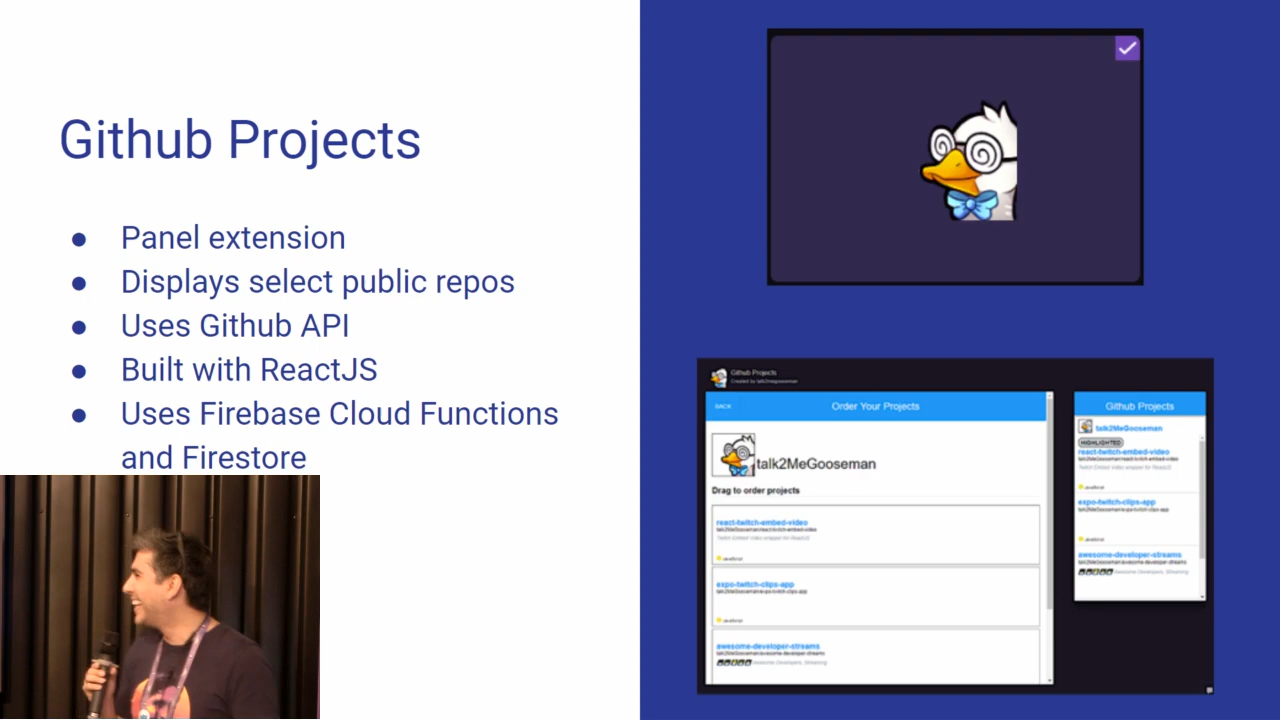 Github Projects
● Panel extension
● Displays select public repos
● Uses Github API
● Built with ReactJS
● Uses Firebase Cloud Functions
and Firestore
Github Projects
Created by talk2megooseman
BACK
Order Your Projects
talk2MeGooseman
Drag to order projects
react-twitch-embed-video
talk2MeGooseman/react-twitch-embed-video
Twitch Embed Video wrapper for ReactJS
JavaScript
expo-twitch-clips-app
talk2MeGooseman/expo-twitch-clips-app
JavaScript
awesome-developer-streams
talk2MeGooseman/awesome-developer-streams
Awesome Developers, Streaming
Github Projects
talk2MeGooseman
HIGHLIGHTED
react-twitch-embed-video
talk2MeGooseman/react-twitch-embed-video
Twitch Embed Video wrapper for ReactJS
JavaScript
expo-twitch-clips-app
talk2MeGooseman/expo-twitch-clips-app
JavaScript
awesome-developer-streams
talk2MeGooseman/awesome-developer-streams
Awesome Developers, Streaming